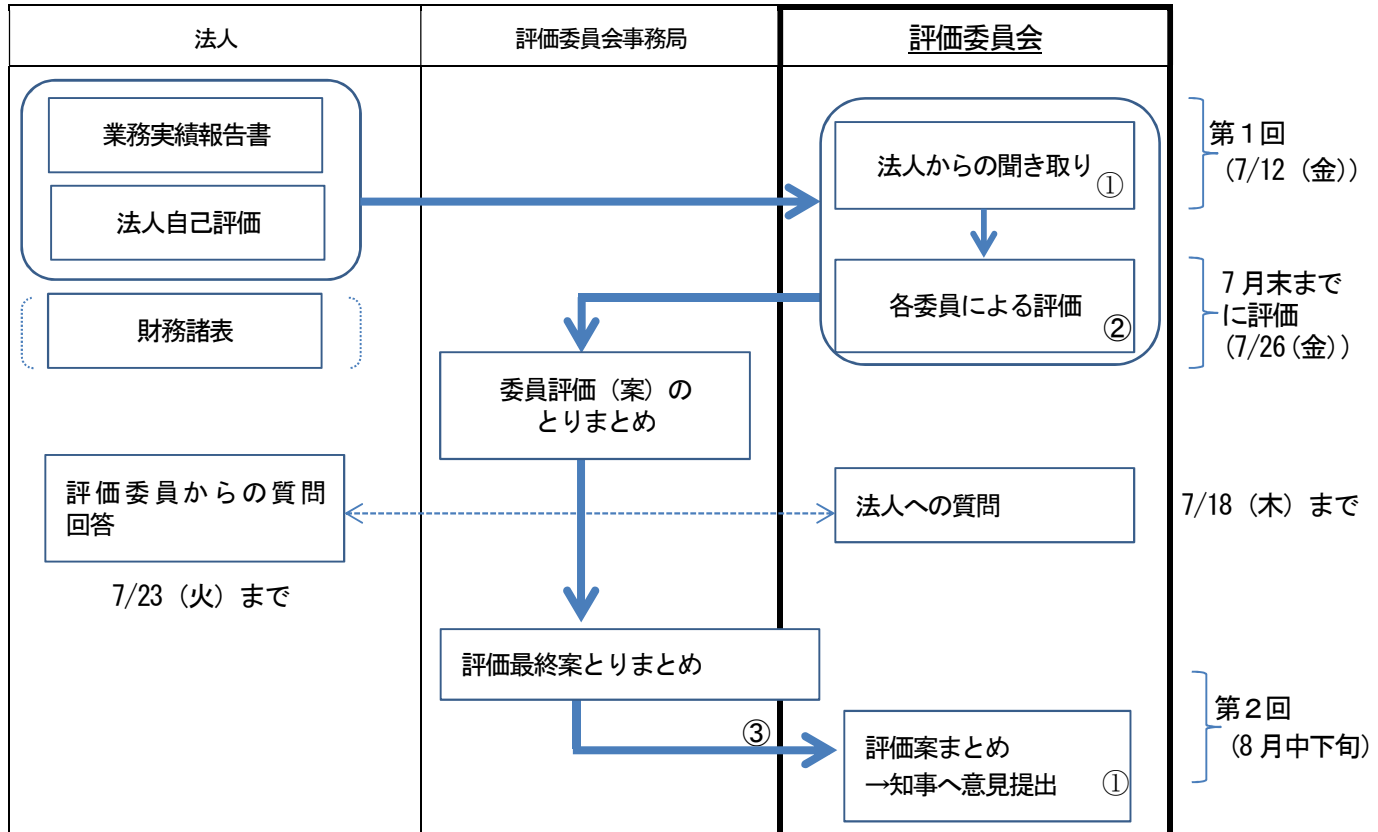 法人
評価委員会事務局
評価委員会
業務実績報告書
法人自己評価
財務諸表
法人からの聞き取り
①
第１回
(7/12（金）)
各委員による評価
②
7月末まで
に評価
(7/26(金))
委員評価（案）の
とりまとめ
評価委員からの質問
回答
7/23（火）まで
法人への質問
7/18（木）まで
評価最終案とりまとめ
③
評価案まとめ
→知事へ意見提出
①
第２回
(8月中下旬)